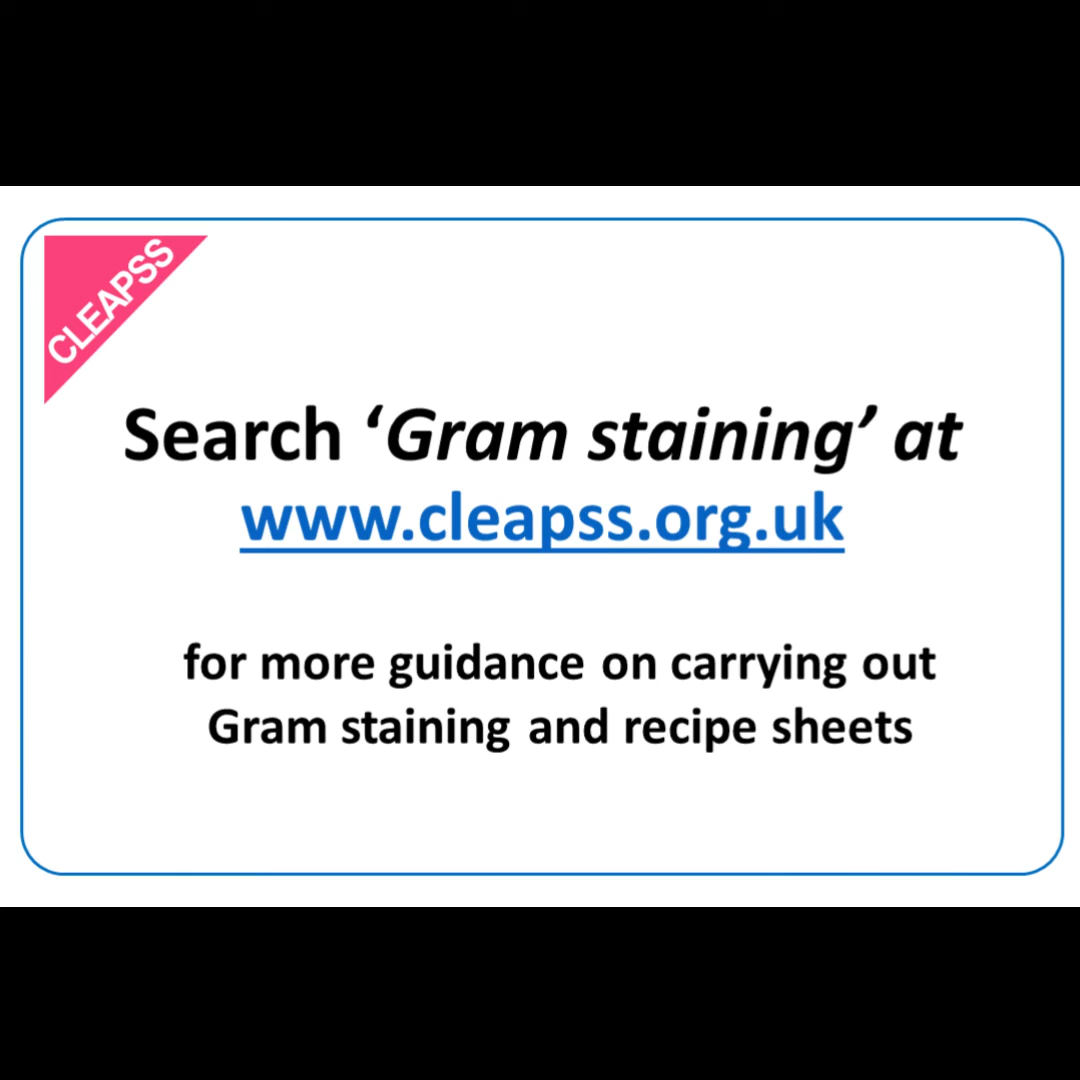 CLEAPSS
Search ‘Gram staining’ at
www.cleapss.org.uk
for more guidance on carrying out
Gram staining and recipe sheets